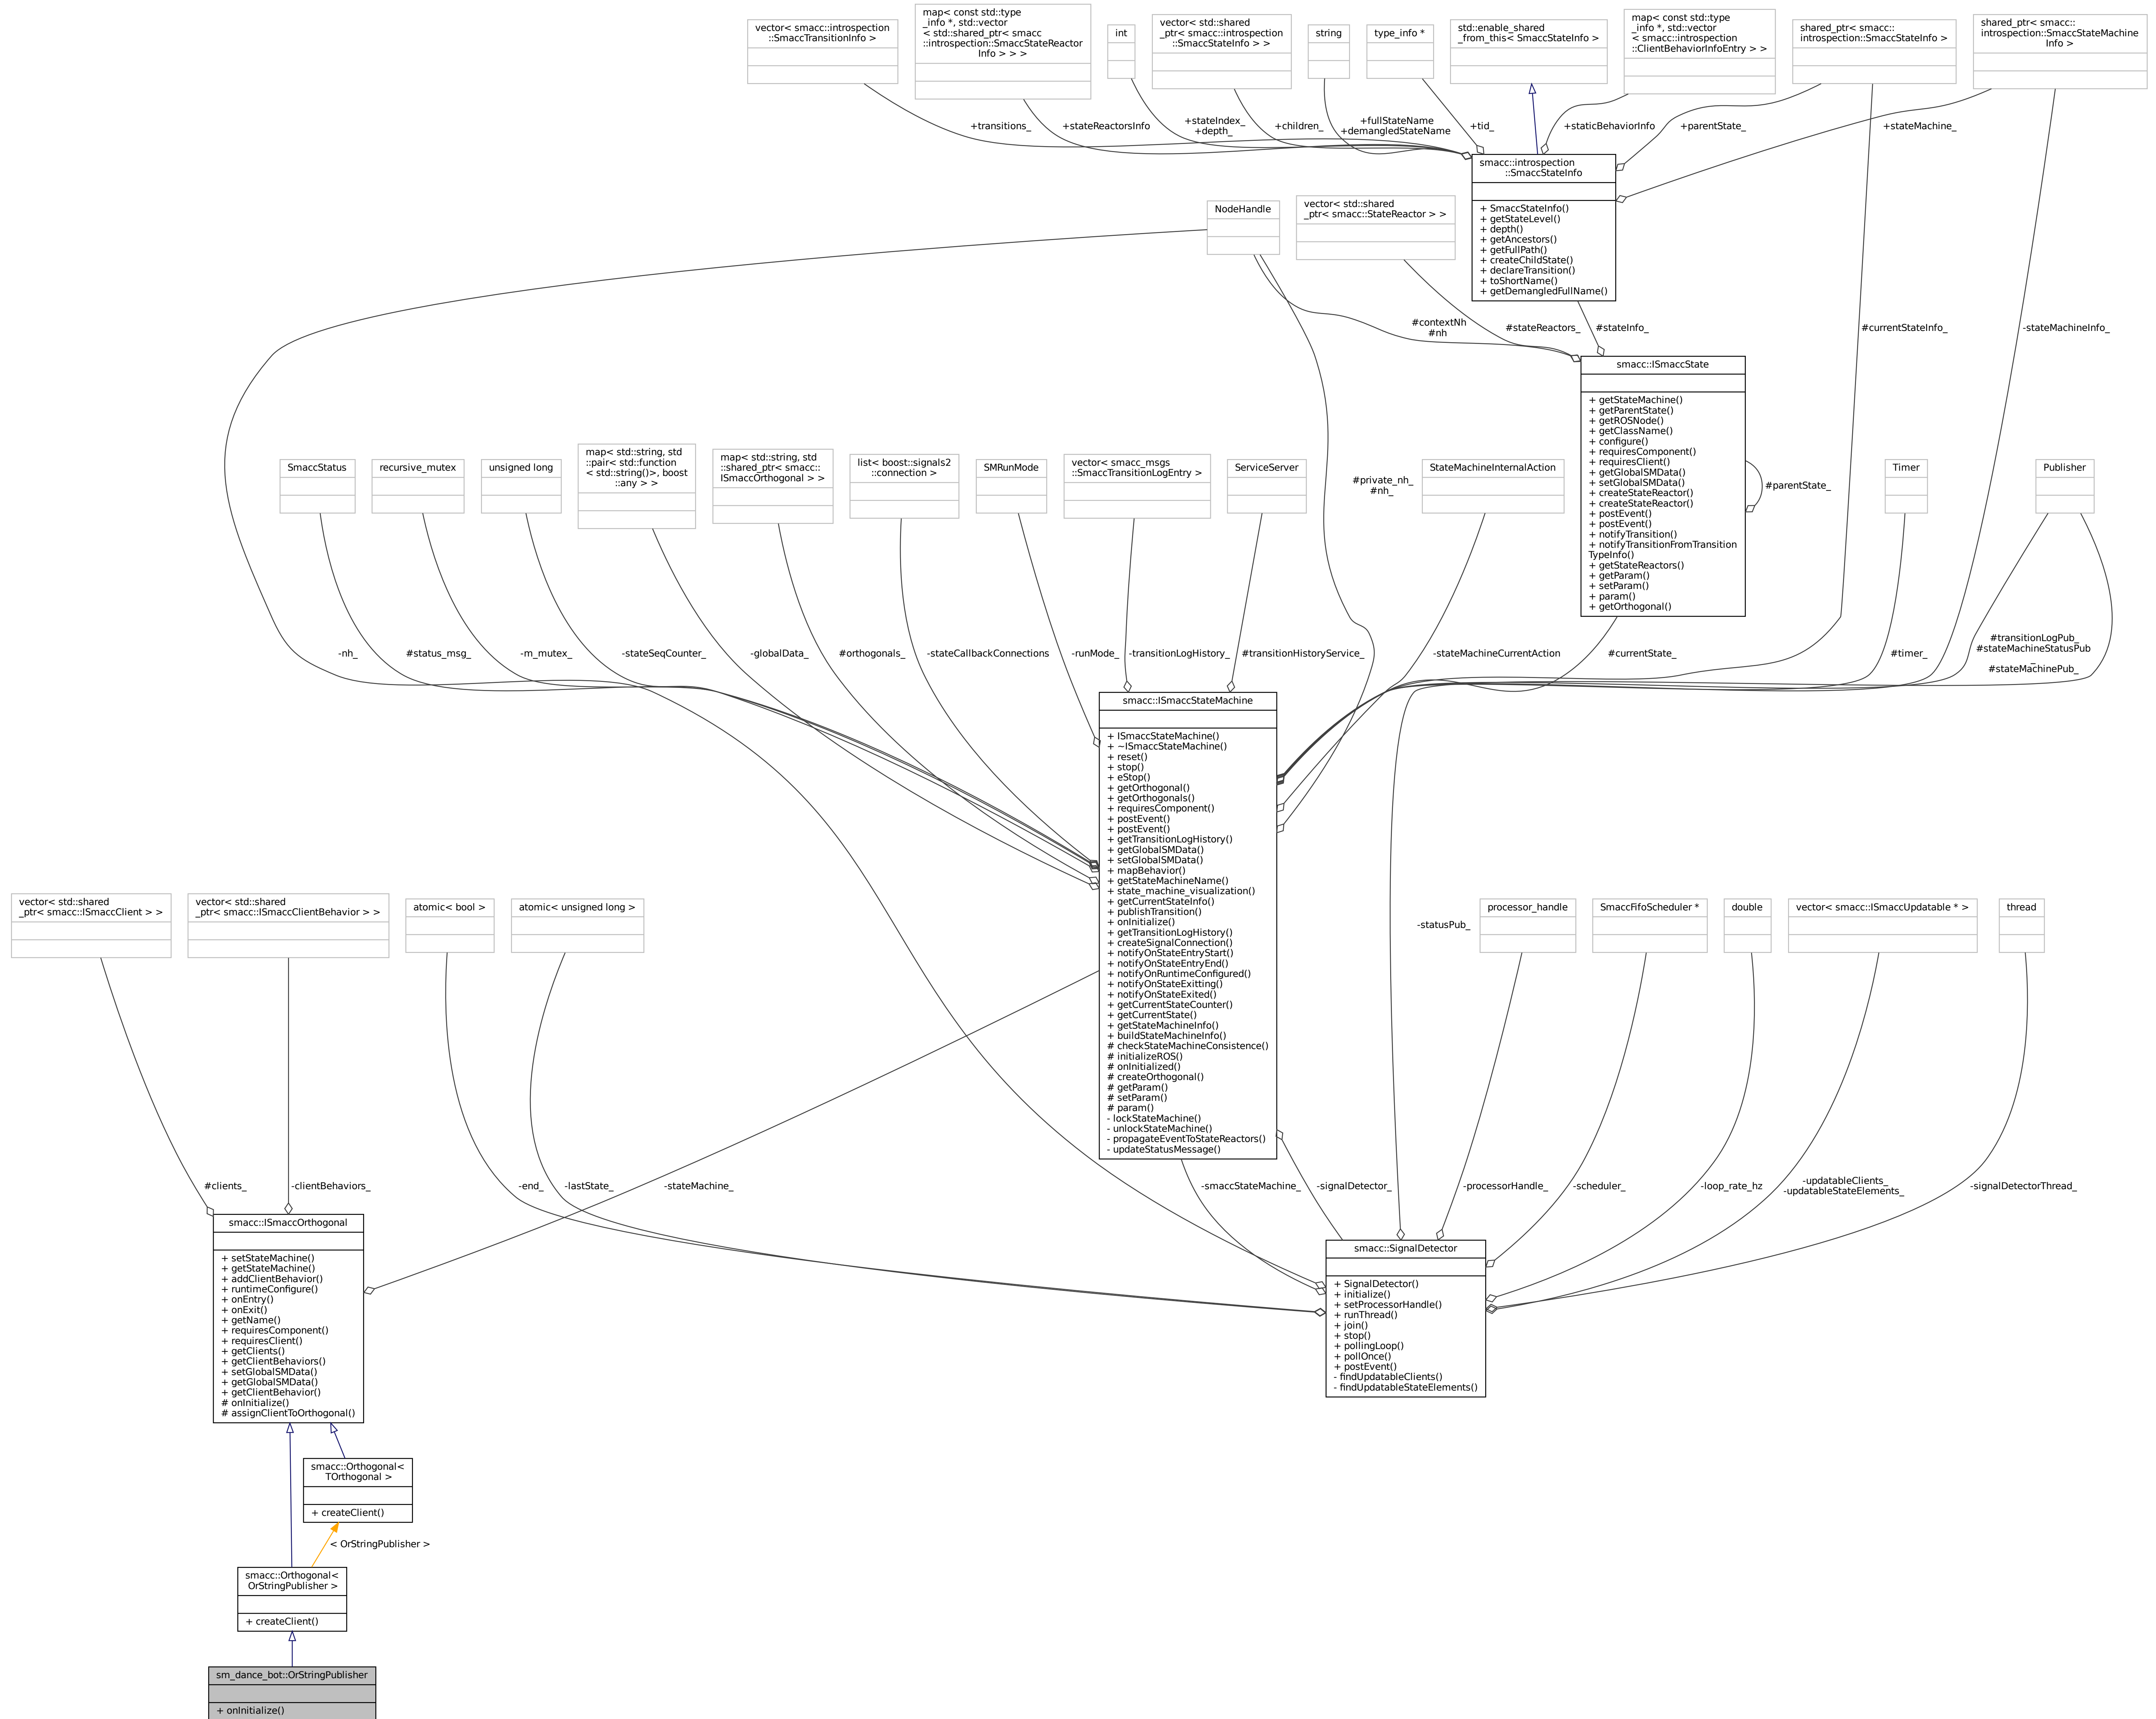 vector< smacc::introspection
::SmaccTransitionInfo >
map< const std::type
_info *, std::vector
< std::shared_ptr< smacc
::introspection::SmaccStateReactor
Info > > >
int
vector< std::shared
_ptr< smacc::introspection
::SmaccStateInfo > >
string
type_info *
std::enable_shared
_from_this< SmaccStateInfo >
map< const std::type
_info *, std::vector
< smacc::introspection
::ClientBehaviorInfoEntry > >
shared_ptr< smacc::
introspection::SmaccStateInfo >
shared_ptr< smacc::
introspection::SmaccStateMachine
Info >
+transitions_
+stateReactorsInfo
+stateIndex_
+depth_
+children_
+fullStateName
+demangledStateName
+tid_
+staticBehaviorInfo
+parentState_
+stateMachine_
smacc::introspection
::SmaccStateInfo
+ SmaccStateInfo()
+ getStateLevel()
+ depth()
+ getAncestors()
+ getFullPath()
+ createChildState()
+ declareTransition()
+ toShortName()
+ getDemangledFullName()
NodeHandle
vector< std::shared
_ptr< smacc::StateReactor > >
#contextNh
#nh
#stateReactors_
#stateInfo_
#currentStateInfo_
-stateMachineInfo_
smacc::ISmaccState
+ getStateMachine()
+ getParentState()
+ getROSNode()
+ getClassName()
+ configure()
+ requiresComponent()
+ requiresClient()
+ getGlobalSMData()
+ setGlobalSMData()
+ createStateReactor()
+ createStateReactor()
+ postEvent()
+ postEvent()
+ notifyTransition()
+ notifyTransitionFromTransition
TypeInfo()
+ getStateReactors()
+ getParam()
+ setParam()
+ param()
+ getOrthogonal()
#parentState_
SmaccStatus
recursive_mutex
unsigned long
map< std::string, std
::pair< std::function
< std::string()>, boost
::any > >
map< std::string, std
::shared_ptr< smacc::
ISmaccOrthogonal > >
list< boost::signals2
::connection >
SMRunMode
vector< smacc_msgs
::SmaccTransitionLogEntry >
ServiceServer
#private_nh_
#nh_
StateMachineInternalAction
Timer
Publisher
-nh_
#status_msg_
-m_mutex_
-stateSeqCounter_
-globalData_
#orthogonals_
-stateCallbackConnections
-runMode_
-transitionLogHistory_
#transitionHistoryService_
-stateMachineCurrentAction
#currentState_
#timer_
#transitionLogPub_
#stateMachineStatusPub
_
#stateMachinePub_
smacc::ISmaccStateMachine
+ ISmaccStateMachine()
+ ~ISmaccStateMachine()
+ reset()
+ stop()
+ eStop()
+ getOrthogonal()
+ getOrthogonals()
+ requiresComponent()
+ postEvent()
+ postEvent()
+ getTransitionLogHistory()
+ getGlobalSMData()
+ setGlobalSMData()
+ mapBehavior()
+ getStateMachineName()
+ state_machine_visualization()
+ getCurrentStateInfo()
+ publishTransition()
+ onInitialize()
+ getTransitionLogHistory()
+ createSignalConnection()
+ notifyOnStateEntryStart()
+ notifyOnStateEntryEnd()
+ notifyOnRuntimeConfigured()
+ notifyOnStateExitting()
+ notifyOnStateExited()
+ getCurrentStateCounter()
+ getCurrentState()
+ getStateMachineInfo()
+ buildStateMachineInfo()
# checkStateMachineConsistence()
# initializeROS()
# onInitialized()
# createOrthogonal()
# getParam()
# setParam()
# param()
- lockStateMachine()
- unlockStateMachine()
- propagateEventToStateReactors()
- updateStatusMessage()
vector< std::shared
_ptr< smacc::ISmaccClient > >
vector< std::shared
_ptr< smacc::ISmaccClientBehavior > >
atomic< bool >
atomic< unsigned long >
-statusPub_
processor_handle
SmaccFifoScheduler *
double
vector< smacc::ISmaccUpdatable * >
thread
#clients_
-clientBehaviors_
-end_
-lastState_
-stateMachine_
-smaccStateMachine_
-signalDetector_
-processorHandle_
-scheduler_
-loop_rate_hz
-updatableClients_
-updatableStateElements_
-signalDetectorThread_
smacc::ISmaccOrthogonal
+ setStateMachine()
+ getStateMachine()
+ addClientBehavior()
+ runtimeConfigure()
+ onEntry()
+ onExit()
+ getName()
+ requiresComponent()
+ requiresClient()
+ getClients()
+ getClientBehaviors()
+ setGlobalSMData()
+ getGlobalSMData()
+ getClientBehavior()
# onInitialize()
# assignClientToOrthogonal()
smacc::SignalDetector
+ SignalDetector()
+ initialize()
+ setProcessorHandle()
+ runThread()
+ join()
+ stop()
+ pollingLoop()
+ pollOnce()
+ postEvent()
- findUpdatableClients()
- findUpdatableStateElements()
smacc::Orthogonal<
TOrthogonal >
+ createClient()
< OrStringPublisher >
smacc::Orthogonal<
OrStringPublisher >
+ createClient()
sm_dance_bot::OrStringPublisher
+ onInitialize()